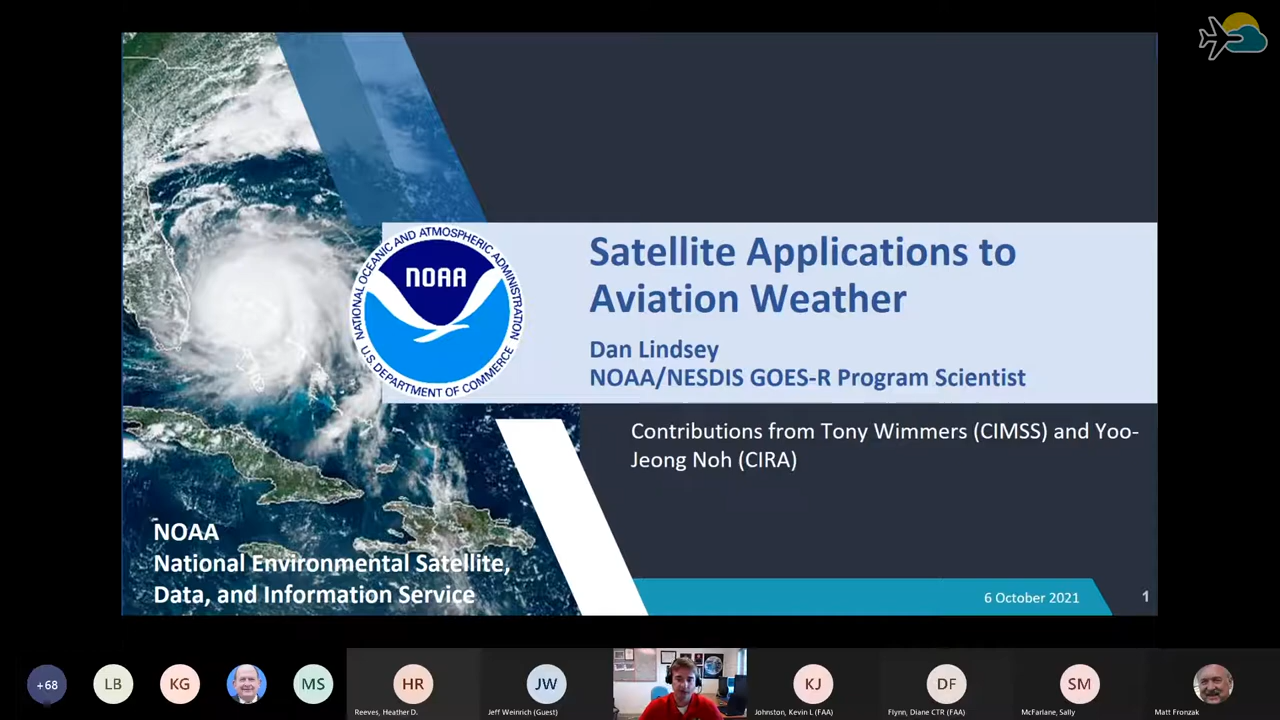 NATIONAL OCEANIC AND ATMOSPHERIC ADMINISTRATION
NOAA
U.S. DEPARTMENT OF COMMERCE
Satellite Applications to
Aviation Weather
Dan Lindsey
NOAA/NESDIS GOES-R Program Scientist
Contributions from Tony Wimmers (CIMSS) and Yoo-
Jeong Noh (CIRA)
NOAA
National Environmental Satellite,
Data, and Information Service
6 October 2021
1
+68
LB
KG
MS
HR
JW
KJ
DF
SM
Reeves, Heather D.
Jeff Weinrich (Guest)
Johnston, Kevin L (FAA)
Flynn, Diane CTR (FAA)
McFarlane, Sally
Matt Fronzak